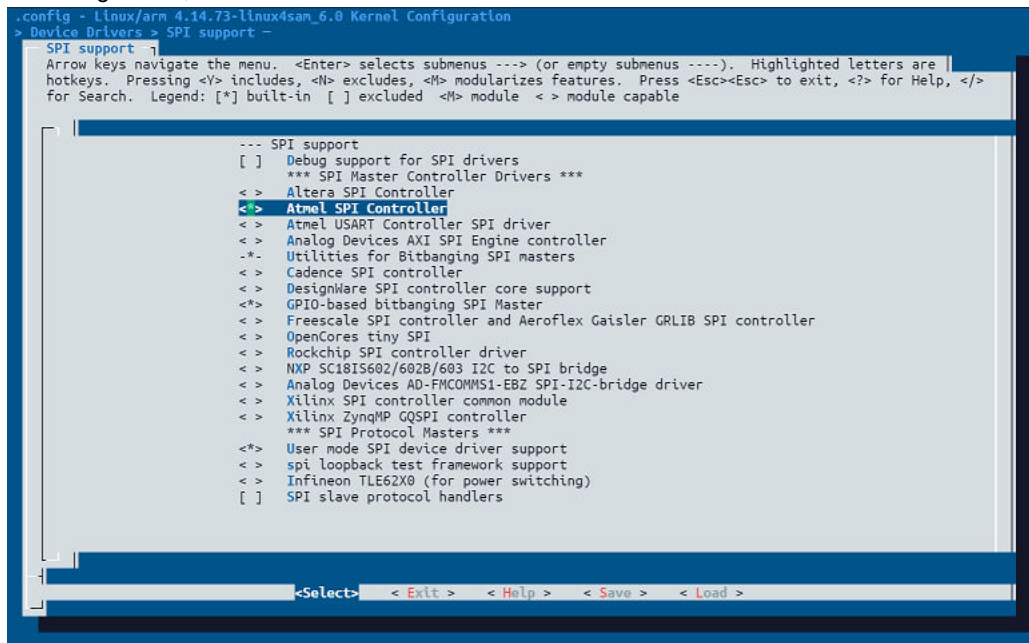 .config - Linux/arm 4.14.73-linux4sam_6.0 Kernel Configuration
> Device Drivers > SPI support
SPI support
Arrow keys navigate the menu. <Enter> selects submenus ---> (or empty submenus ----). Highlighted letters are
hotkeys. Pressing <Y> includes, <N> excludes, <M> modularizes features. Press <Esc><Esc> to exit, <?> for Help, </>
for Search. Legend: [*] built-in [ ] excluded <M> module < > module capable
--- SPI support
[ ] Debug support for SPI drivers
*** SPI Master Controller Drivers ***
< > Altera SPI Controller
<*> Atmel SPI Controller
< > Atmel USART Controller SPI driver
< > Analog Devices AXI SPI Engine controller
-*- Utilities for Bitbanging SPI masters
< > Cadence SPI controller
< > DesignWare SPI controller core support
<*> GPIO-based bitbanging SPI Master
< > Freescale SPI controller and Aeroflex Gaisler GRLIB SPI controller
< > OpenCores tiny SPI
< > Rockchip SPI controller driver
< > NXP SC18IS602/602B/603 I2C to SPI bridge
< > Analog Devices AD-FMCOMMS1-EBZ SPI-I2C-bridge driver
< > Xilinx SPI controller common module
< > Xilinx ZynqMP GQSPI controller
*** SPI Protocol Masters ***
<*> User mode SPI device driver support
< > spi loopback test framework support
< > Infineon TLE62X0 (for power switching)
[ ] SPI slave protocol handlers
<Select> < Exit > < Help > < Save > < Load >